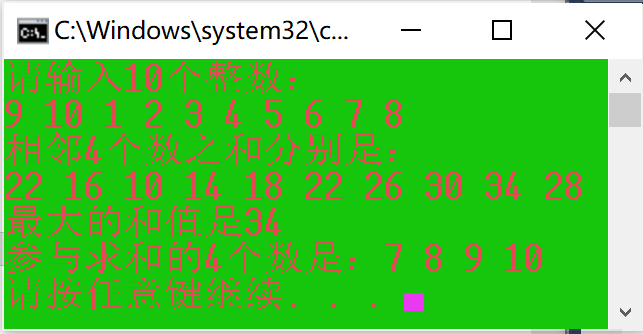 C:\Windows\system32\c...
请输入10个整数：
9 10 1 2 3 4 5 6 7 8
相邻4个数之和分别是：
22 16 10 14 18 22 26 30 34 28
最大的和值是34
参与求和的4个数是：7 8 9 10
请按任意键继续. . .